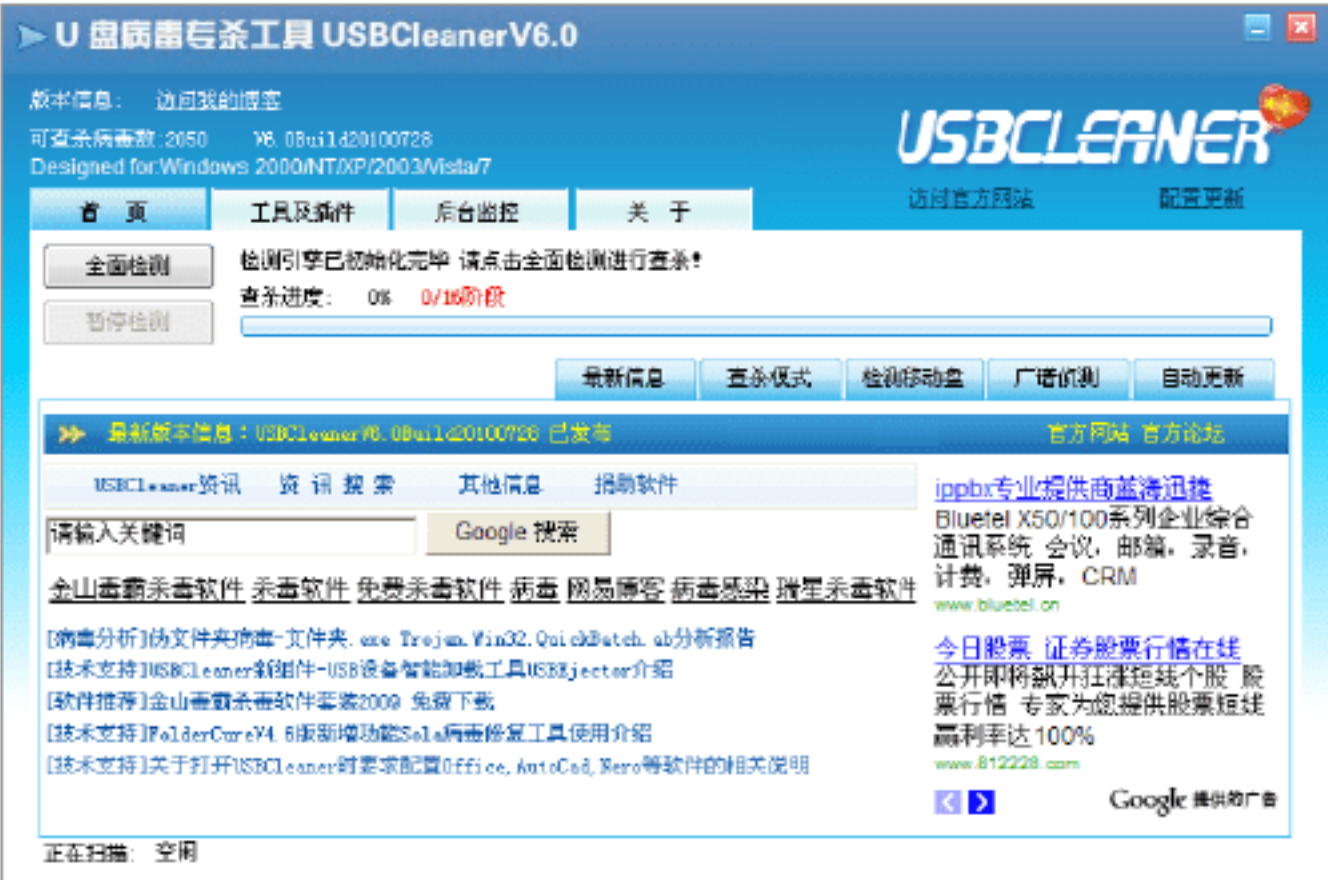 U 盘病毒专杀工具 USBCleanerV6.0
版本信息: 访问我的博客
可查杀病毒数:2050 V6.0Build20100728
Designed for:Windows 2000/NT/XP/2003/Vista/7
USBCLEANER
访问官方网站 配置更新
首 页 工具及插件 后台监控 关 于
全面检测 检测引擎已初始化完毕 请点击全面检测进行查杀!
查杀进度: 0% 0/16阶段
暂停检测
最新信息 查杀模式 检测移动盘 广谱侦测 自动更新
最新版本信息:USBCleanerV6.0Build20100728 已发布 官方网站 官方论坛
USBCleaner资讯 资 讯 搜 索 其他信息 捐助软件
请输入关键词 Google 搜索
金山毒霸杀毒软件 杀毒软件 免费杀毒软件 病毒 网易博客 病毒感染 瑞星杀毒软件
[病毒分析]伪文件夹病毒-文件夹.exe Trojan.Win32.QuickBatch.ab分析报告
[技术支持]USBCleaner新组件-USB设备智能卸载工具USBEjector介绍
[软件推荐]金山毒霸杀毒软件套装2009 免费下载
[技术支持]FolderCureV4.6版新增功能Sola病毒修复工具使用介绍
[技术支持]关于打开USBCleaner时要求配置Office,AutoCad,Nero等软件的相关说明
ippbx专业提供商蓝海迅捷
Bluetel X50/100系列企业综合
通讯系统 会议,邮箱,录音,
计费,弹屏,CRM
www.bluetel.cn
今日股票 证券股票行情在线
公开即将飙升狂涨短线个股 股
票行情 专家为您提供股票短线
赢利率达100%
www.812228.com
Google 提供的广告
正在扫描: 空闲